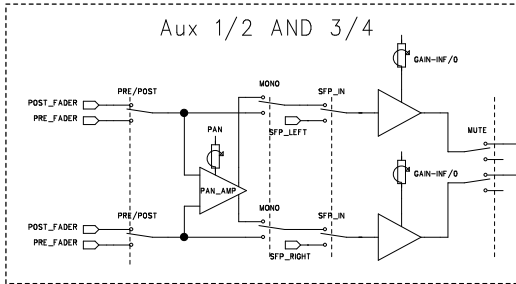 Aux 1/2 AND 3/4
GAIN-INF/0
PRE/POST
MONO
SFP_IN
POST_FADER
PRE_FADER
SFP_LEFT
PAN
MUTE
PAN_AMP
GAIN-INF/0
PRE/POST
MONO
SFP_IN
POST_FADER
PRE_FADER
SFP_RIGHT